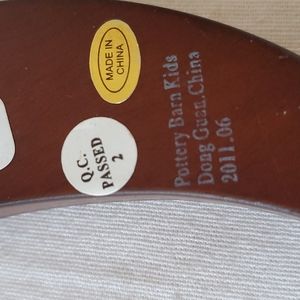 MADE IN
CHINA
Q.C.
PASSED
2
Pottery Barn Kids
Dong Guan.China
2011.06